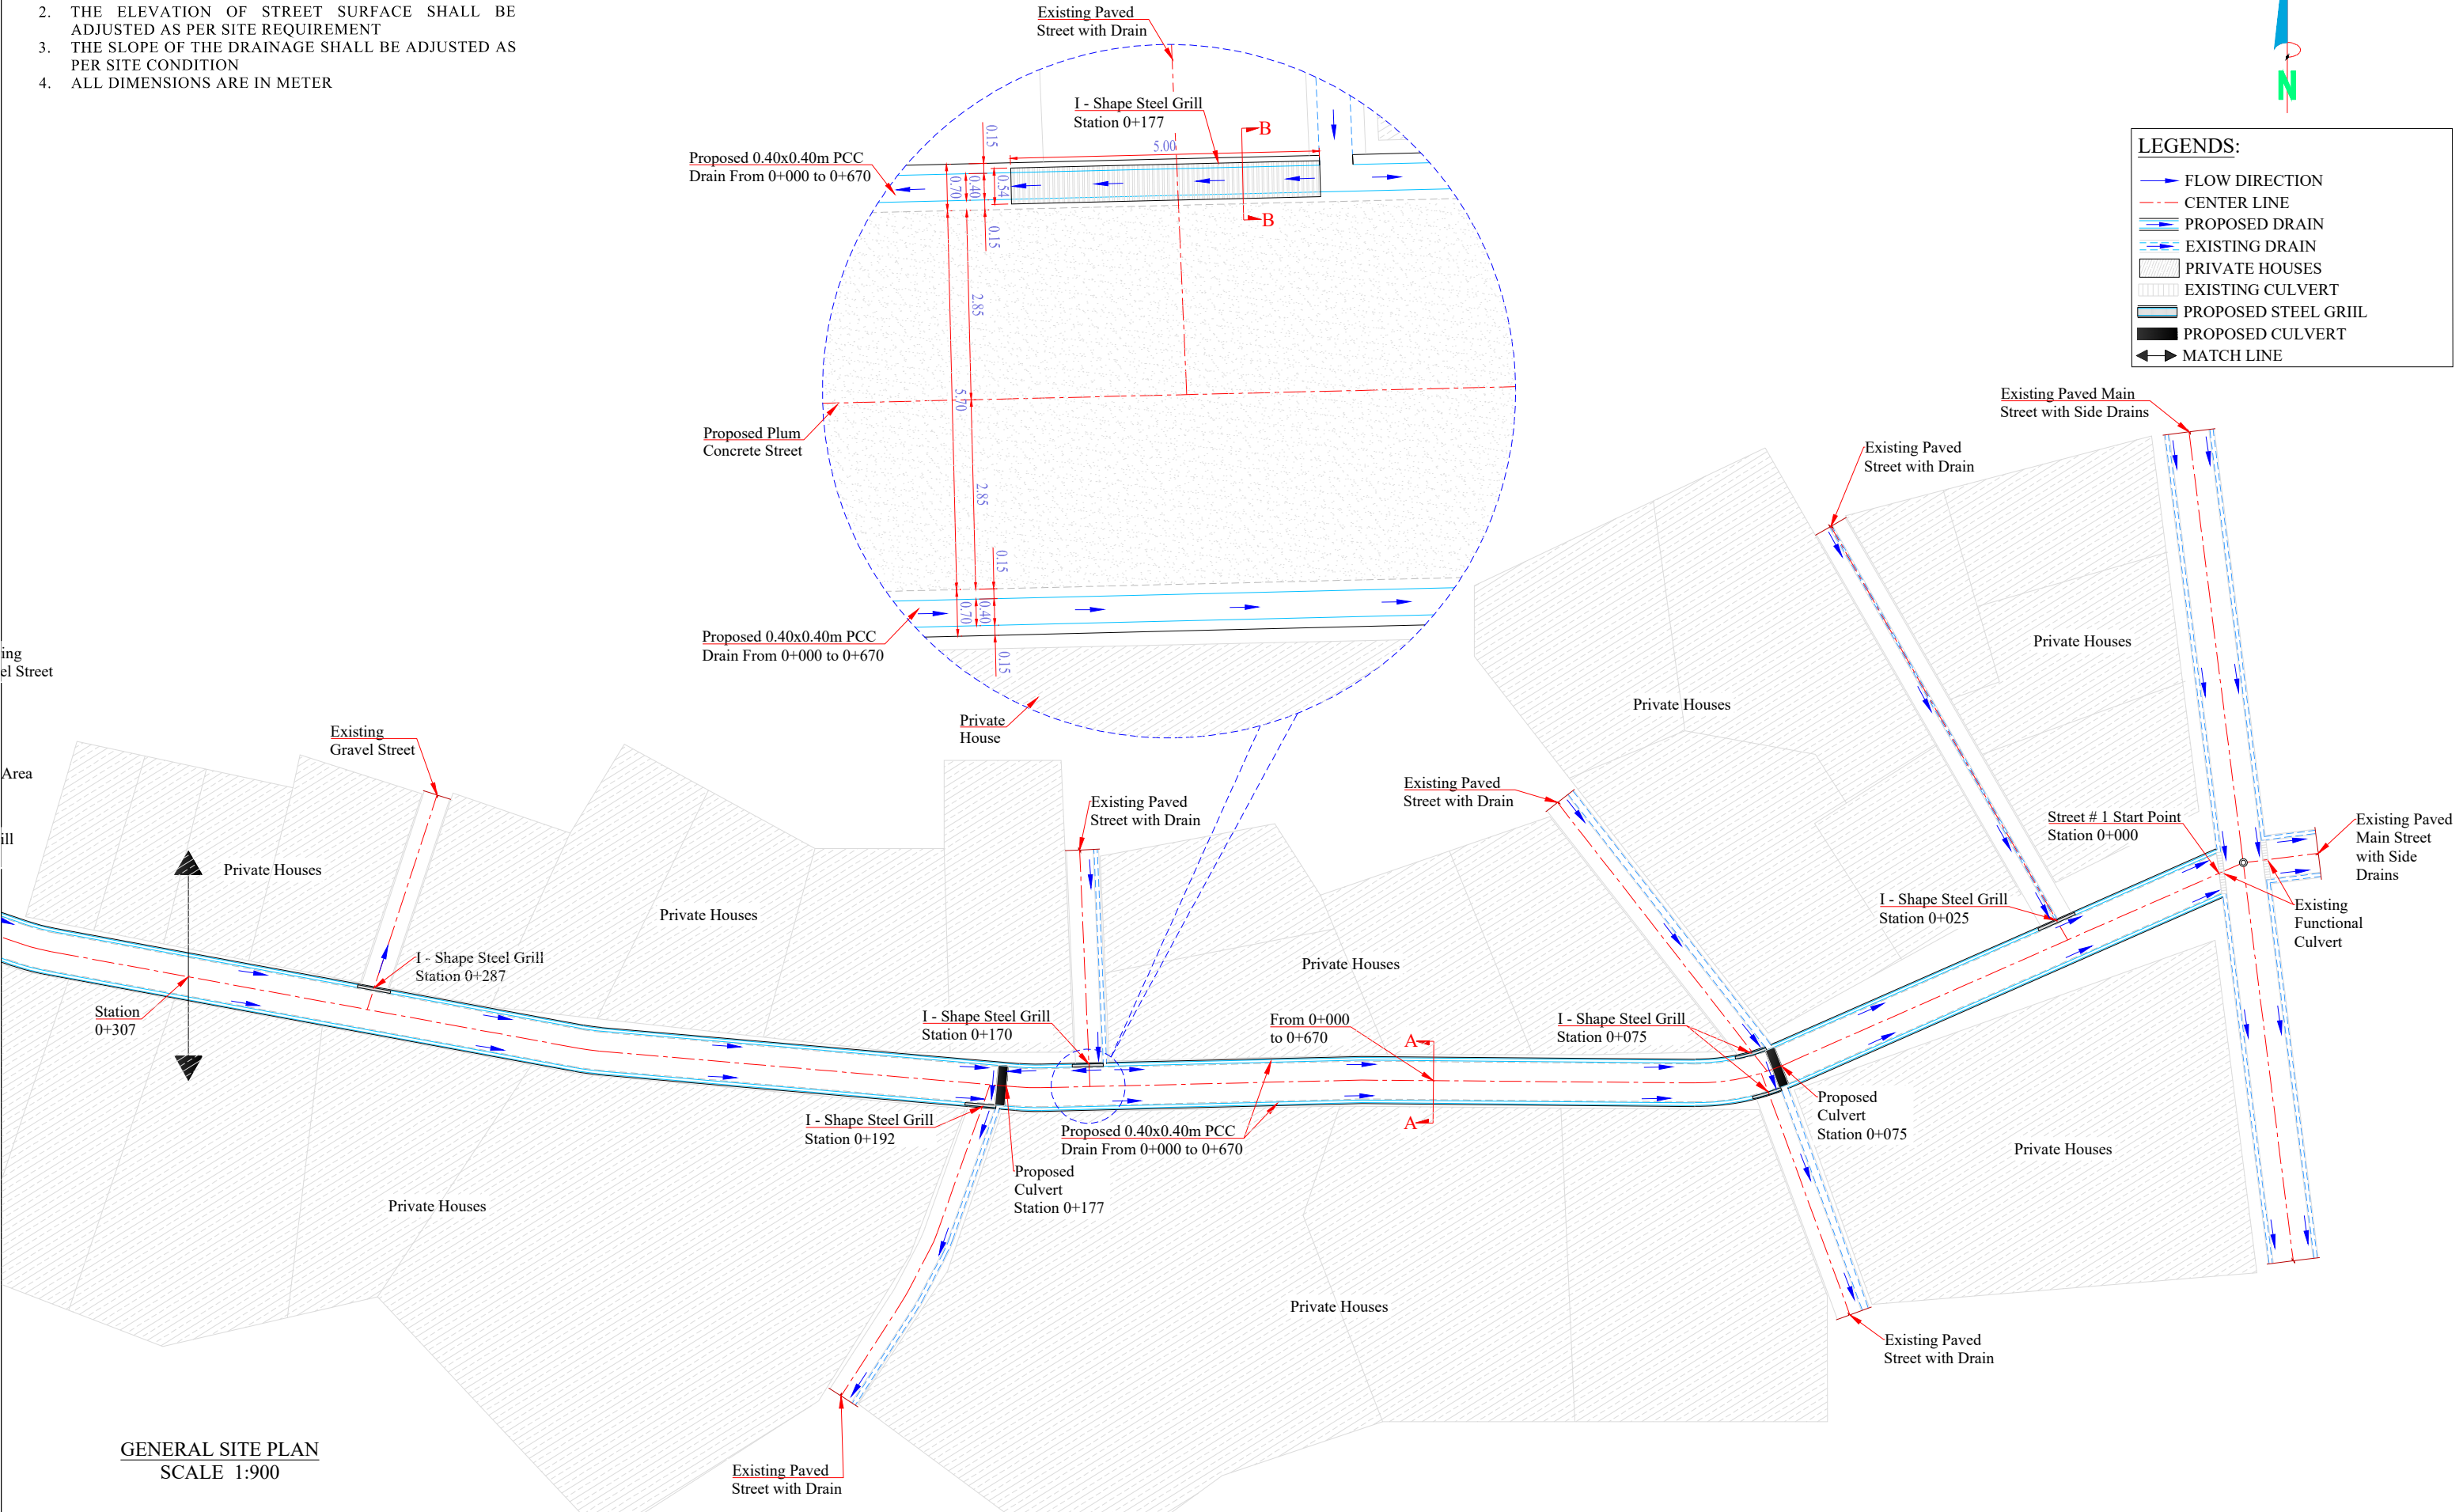 2. THE ELEVATION OF STREET SURFACE SHALL BE
ADJUSTED AS PER SITE REQUIREMENT
3. THE SLOPE OF THE DRAINAGE SHALL BE ADJUSTED AS
PER SITE CONDITION
4. ALL DIMENSIONS ARE IN METER
Existing Paved
Street with Drain
I - Shape Steel Grill
Station 0+177
B
B
5.00
Proposed 0.40x0.40m PCC
Drain From 0+000 to 0+670
0.15
0.70
0.40
0.54
0.15
2.85
5.70
2.85
Proposed Plum
Concrete Street
0.15
0.70
0.40
0.15
Proposed 0.40x0.40m PCC
Drain From 0+000 to 0+670
Private
House
N
LEGENDS:
FLOW DIRECTION
CENTER LINE
PROPOSED DRAIN
EXISTING DRAIN
PRIVATE HOUSES
EXISTING CULVERT
PROPOSED STEEL GRIIL
PROPOSED CULVERT
MATCH LINE
Existing Paved Main
Street with Side Drains
Existing Paved
Street with Drain
Private Houses
Private Houses
ing
el Street
Area
ill
Existing
Gravel Street
Private Houses
Private Houses
Existing Paved
Street with Drain
Existing Paved
Street with Drain
Street # 1 Start Point
Station 0+000
Existing Paved
Main Street
with Side
Drains
I - Shape Steel Grill
Station 0+025
Existing
Functional
Culvert
I - Shape Steel Grill
Station 0+287
Station
0+307
Private Houses
I - Shape Steel Grill
Station 0+170
From 0+000
to 0+670
A
A
I - Shape Steel Grill
Station 0+075
Proposed
Culvert
Station 0+075
I - Shape Steel Grill
Station 0+192
Proposed 0.40x0.40m PCC
Drain From 0+000 to 0+670
Proposed
Culvert
Station 0+177
Private Houses
Private Houses
Private Houses
Existing Paved
Street with Drain
Existing Paved
Street with Drain
GENERAL SITE PLAN
SCALE 1:900